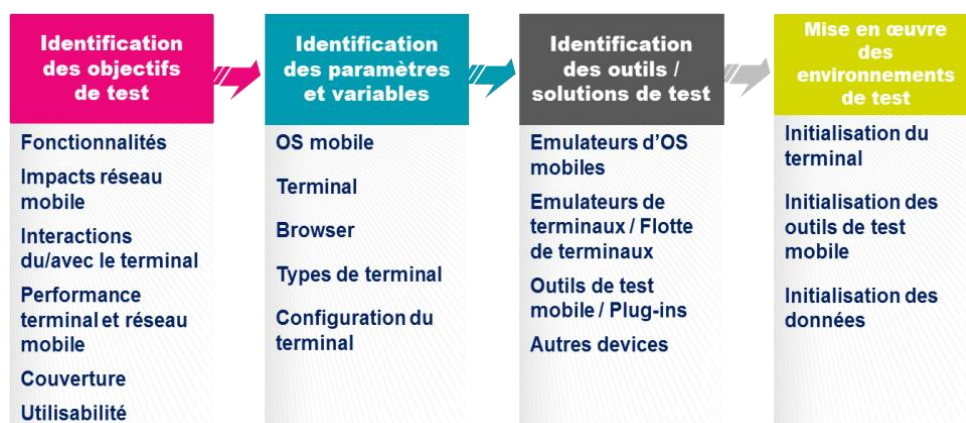 Identification
des objectifs
de test
Fonctionnalités
Impacts réseau
mobile
Interactions
du/avec le terminal
Performance
terminal et réseau
mobile
Couverture
Utilisabilité
Identification
des paramètres
et variables
OS mobile
Terminal
Browser
Types de terminal
Configuration du
terminal
Identification
des outils /
solutions de test
Emulateurs d'OS
mobiles
Emulateurs de
terminaux / Flotte
de terminaux
Outils de test
mobile / Plug-ins
Autres devices
Mise en œuvre
des
environnements
de test
Initialisation du
terminal
Initialisation des
outils de test
mobile
Initialisation des
données